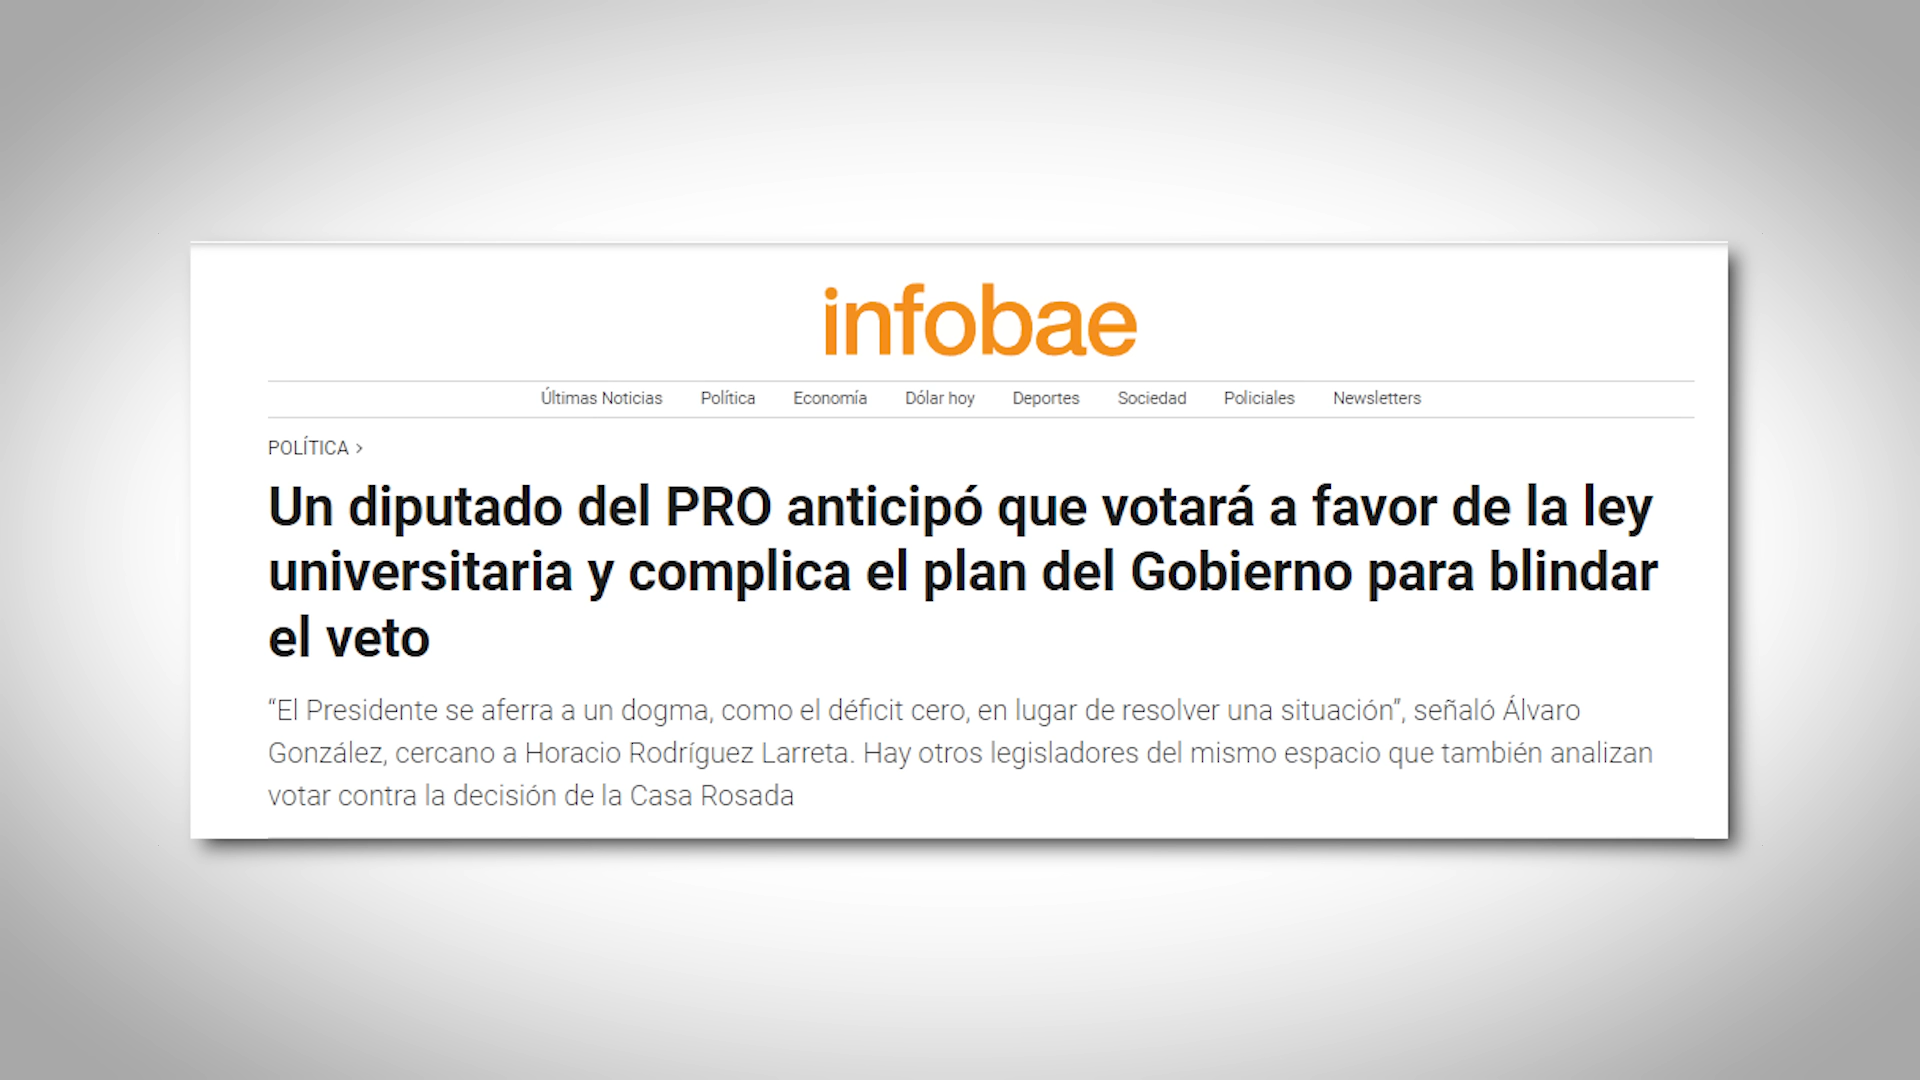 infobae
Últimas Noticias Política Economía Dólar hoy Deportes Sociedad Policiales Newsletters
POLÍTICA >
Un diputado del PRO anticipó que votará a favor de la ley
universitaria y complica el plan del Gobierno para blindar
el veto
“El Presidente se aferra a un dogma, como el déficit cero, en lugar de resolver una situación”, señaló Álvaro
González, cercano a Horacio Rodríguez Larreta. Hay otros legisladores del mismo espacio que también analizan
votar contra la decisión de la Casa Rosada